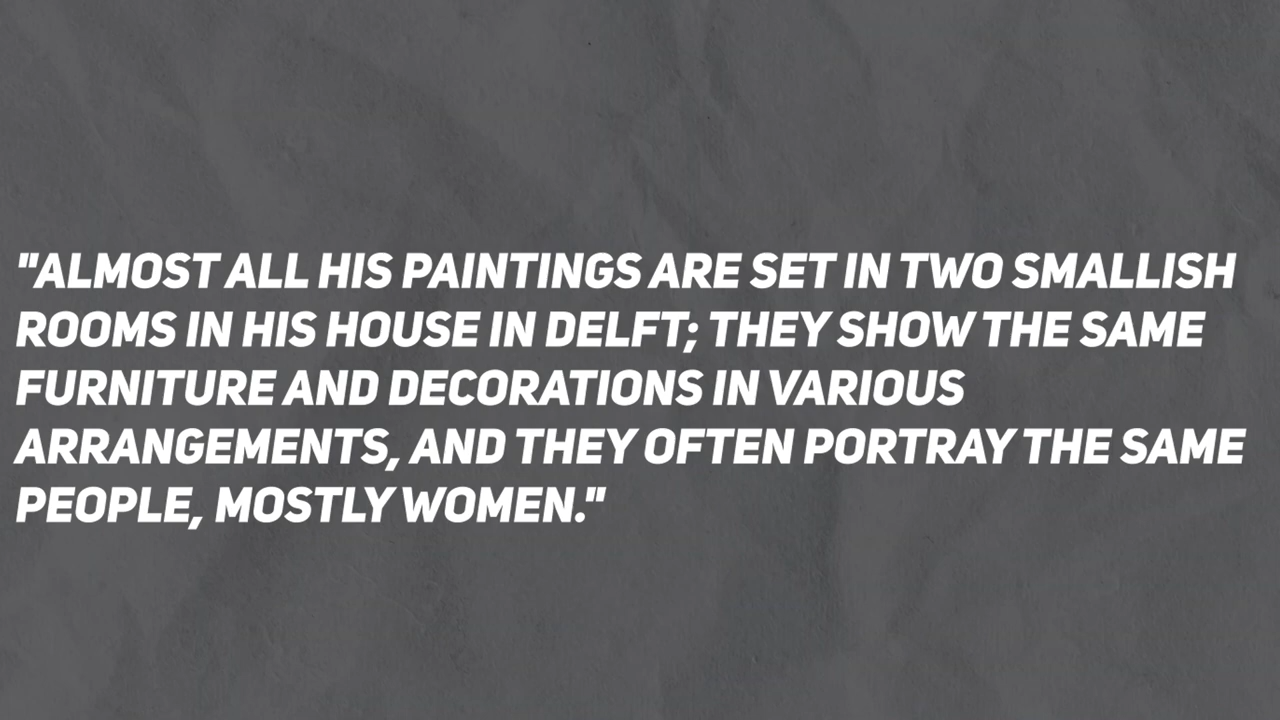 "ALMOST ALL HIS PAINTINGS ARE SET IN TWO SMALLISH
ROOMS IN HIS HOUSE IN DELFT; THEY SHOW THE SAME
FURNITURE AND DECORATIONS IN VARIOUS
ARRANGEMENTS, AND THEY OFTEN PORTRAY THE SAME
PEOPLE, MOSTLY WOMEN."